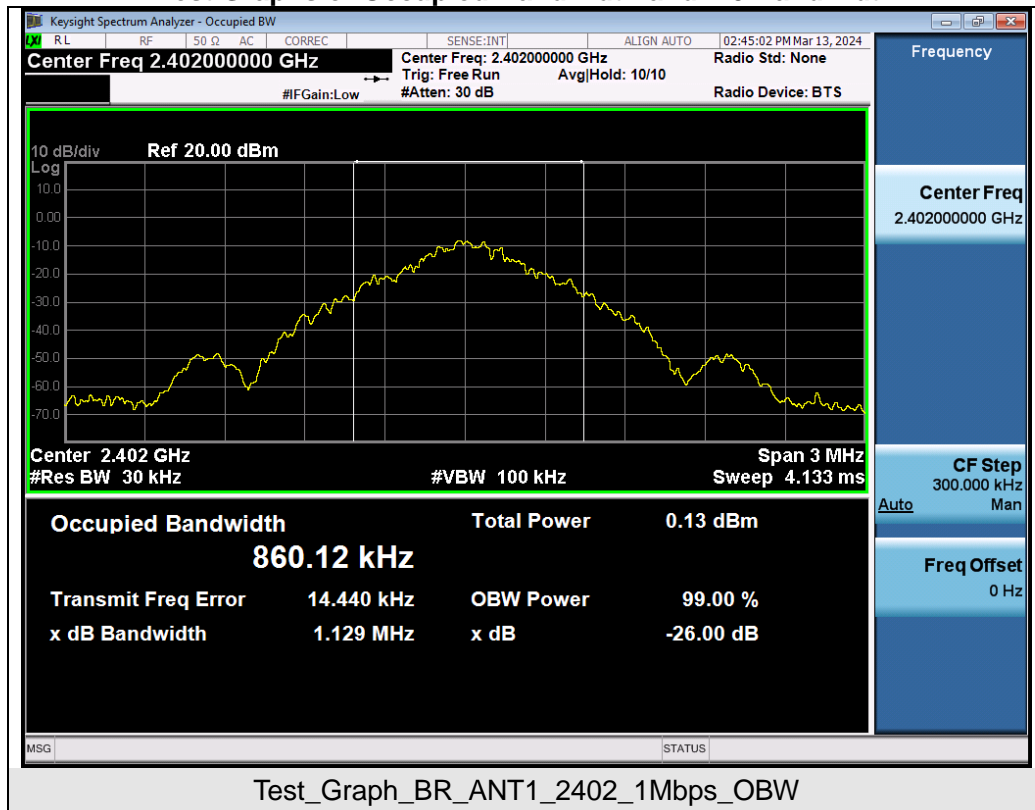 Keysight Spectrum Analyzer - Occupied BW
LXI RL RF 50 Ω AC CORREC SENSE:INT ALIGN AUTO 02:45:02 PM Mar 13, 2024
Center Freq 2.402000000 GHz
#IFGain:Low
Center Freq: 2.402000000 GHz
Trig: Free Run Avg|Hold: 10/10
#Atten: 30 dB
Radio Std: None
Radio Device: BTS
10 dB/div Ref 20.00 dBm
Log
10.0
0.00
-10.0
-20.0
-30.0
-40.0
-50.0
-60.0
-70.0
Center 2.402 GHz Span 3 MHz
#Res BW 30 kHz #VBW 100 kHz Sweep 4.133 ms
Occupied Bandwidth Total Power 0.13 dBm
860.12 kHz
Transmit Freq Error 14.440 kHz OBW Power 99.00 %
x dB Bandwidth 1.129 MHz x dB -26.00 dB
MSG STATUS
Frequency
Center Freq
2.402000000 GHz
CF Step
300.000 kHz
Auto Man
Freq Offset
0 Hz
Test_Graph_BR_ANT1_2402_1Mbps_OBW